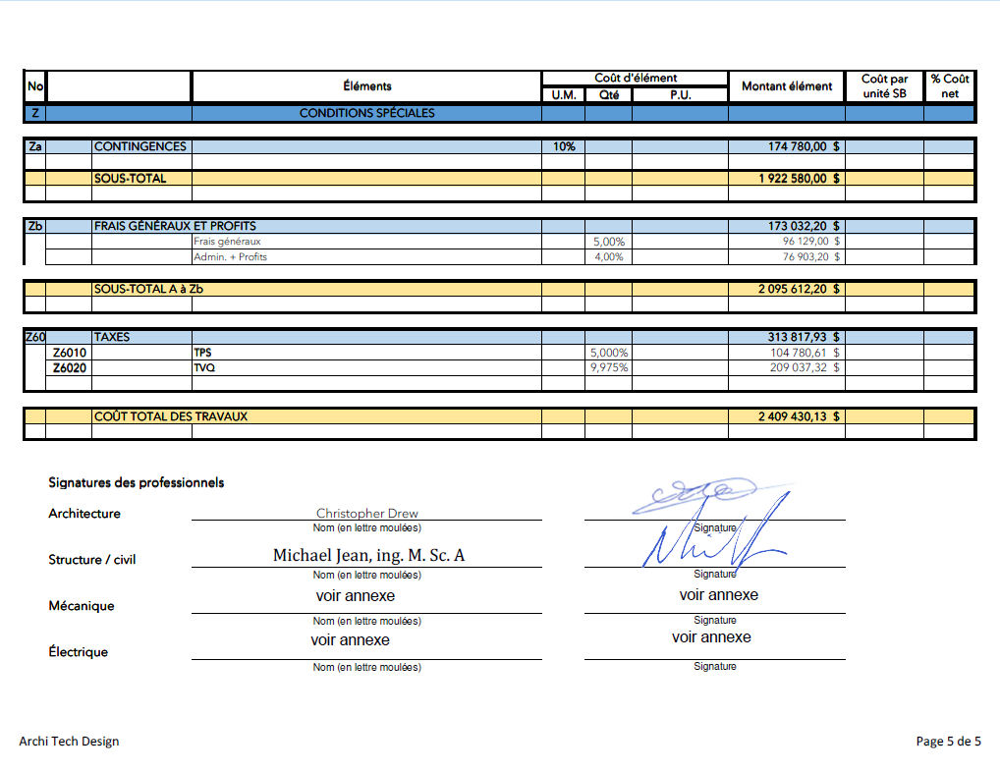 No Éléments Coût d'élément Montant élément Coût par unité SB % Coût net
U.M. Qté P.U.
Z CONDITIONS SPÉCIALES
Za CONTINGENCES 10% 174 780,00 $
SOUS-TOTAL 1 922 580,00 $
Zb FRAIS GÉNÉRAUX ET PROFITS 173 032,20 $
Frais généraux 5,00% 96 129,00 $
Admin. + Profits 4,00% 76 903,20 $
SOUS-TOTAL A à Zb 2 095 612,20 $
Z60 TAXES 313 817,93 $
Z6010 TPS 5,000% 104 780,61 $
Z6020 TVQ 9,975% 209 037,32 $
COÛT TOTAL DES TRAVAUX 2 409 430,13 $
Signatures des professionnels
Architecture Christopher Drew
Nom (en lettre moulées) Signature
Structure / civil Michael Jean, ing. M. Sc. A
Nom (en lettre moulées) Signature
Mécanique voir annexe voir annexe
Nom (en lettre moulées) Signature
Électrique voir annexe voir annexe
Nom (en lettre moulées) Signature
Archi Tech Design Page 5 de 5